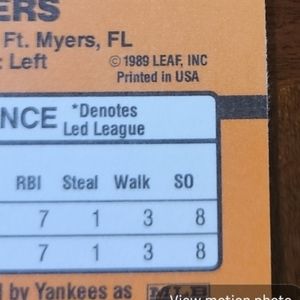 ERS
Ft. Myers, FL
: Left
© 1989 LEAF, INC
Printed in USA
NCE *Denotes
Led League
RBI Steal Walk SO
7 1 3 8
7 1 3 8
d by Yankees as MLB
View motion photo